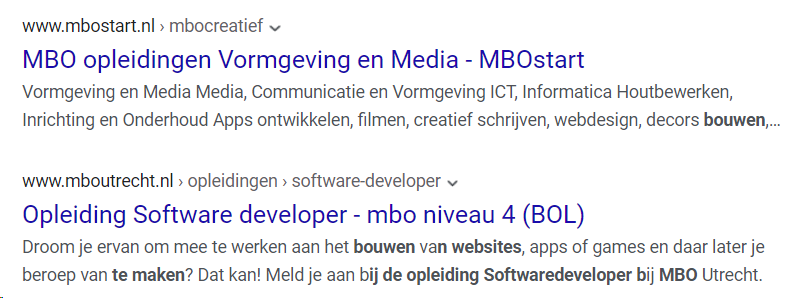 www.mbostart.nl › mbocreatief
MBO opleidingen Vormgeving en Media - MBOstart
Vormgeving en Media Media, Communicatie en Vormgeving ICT, Informatica Houtbewerken,
Inrichting en Onderhoud Apps ontwikkelen, filmen, creatief schrijven, webdesign, decors bouwen,...
www.mboutrecht.nl › opleidingen › software-developer
Opleiding Software developer - mbo niveau 4 (BOL)
Droom je ervan om mee te werken aan het bouwen van websites, apps of games en daar later je
beroep van te maken? Dat kan! Meld je aan bij de opleiding Softwaredeveloper bij MBO Utrecht.